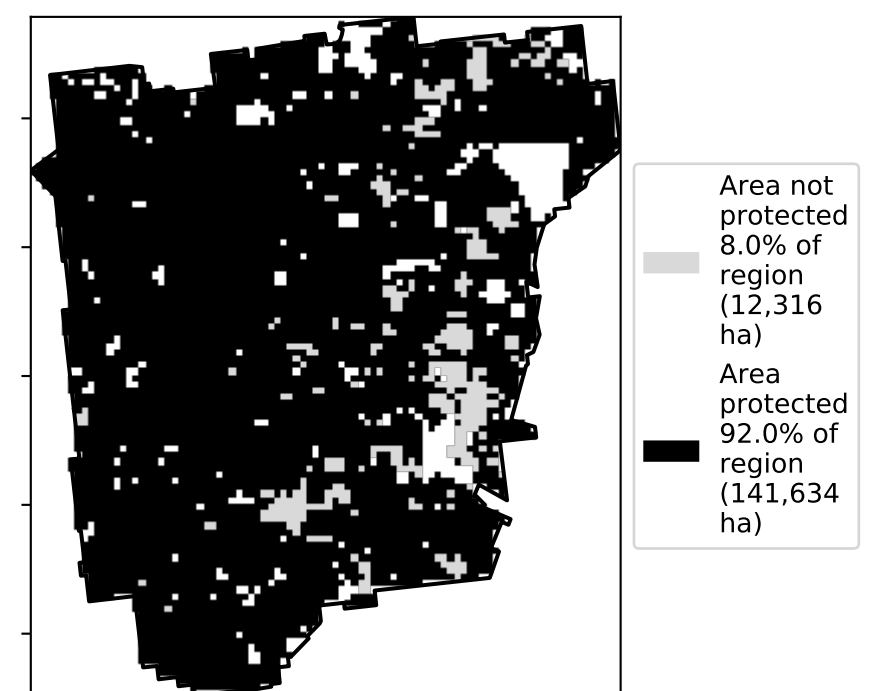 Area not
protected
8.0% of
region
(12,316
ha)
Area
protected
92.0% of
region
(141,634
ha)